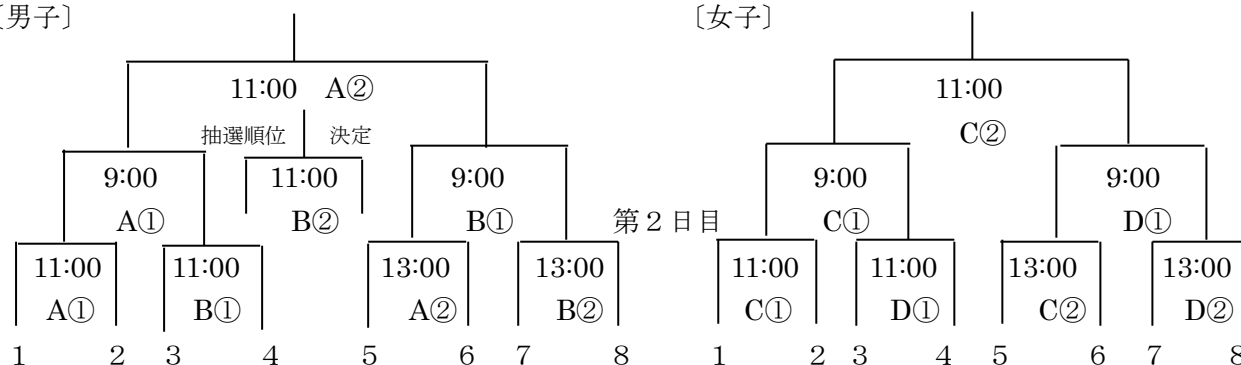 〔男子〕 〔女子〕
11:00 A② 11:00
抽選順位 決定 C②
9:00 11:00 9:00 9:00 9:00
A① B② B① 第２日目 C① D①
11:00 11:00 13:00 13:00 11:00 11:00 13:00 13:00
A① B① A② B② C① D① C② D②
1 2 3 4 5 6 7 8 1 2 3 4 5 6 7 8